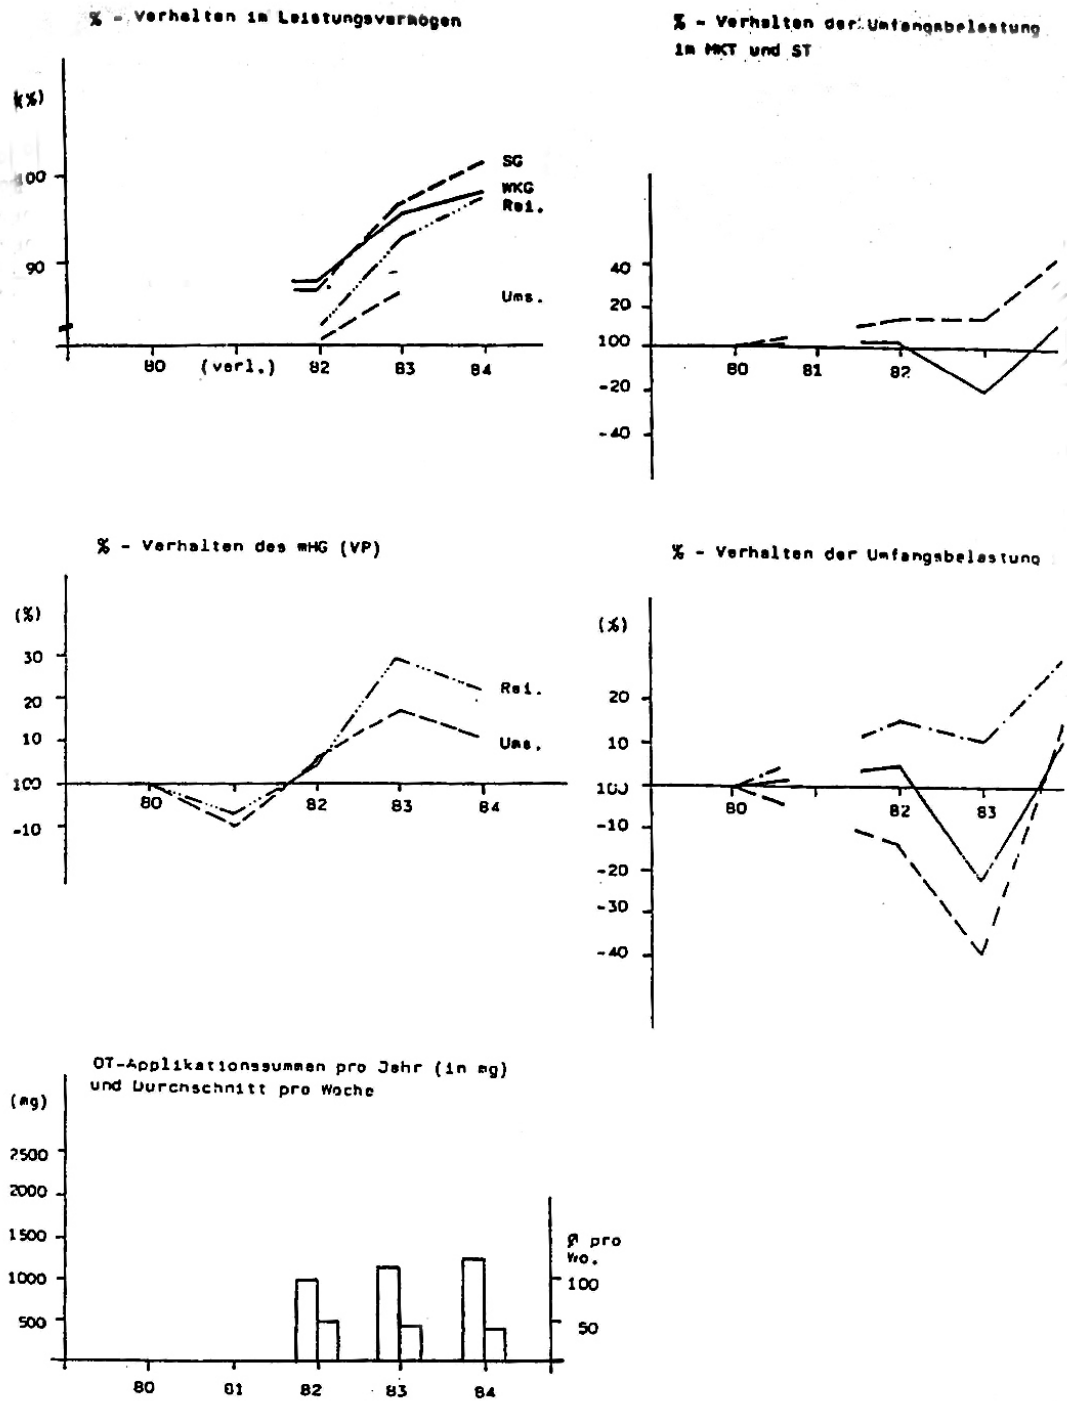 % - Verhalten im Leistungsvermögen
(%)
100
90
SG
WKG
Rei.
Ums.
80 (verl.) 82 83 84
% - Verhalten der Umfangsbelastung
im MKT und ST
40
20
100
-20
-40
80 81 82
% - Verhalten des mHG (VP)
(%)
30
20
10
100
-10
Rei.
Ums.
80 82 83 84
% - Verhalten der Umfangsbelastung
(%)
20
10
100
-10
-20
-30
-40
80 82 83
OT-Applikationssummen pro Jahr (in mg)
und Durchschnitt pro Woche
(mg)
2500
2000
1500
1000
500
Ø pro
Wo.
100
50
80 81 82 83 84